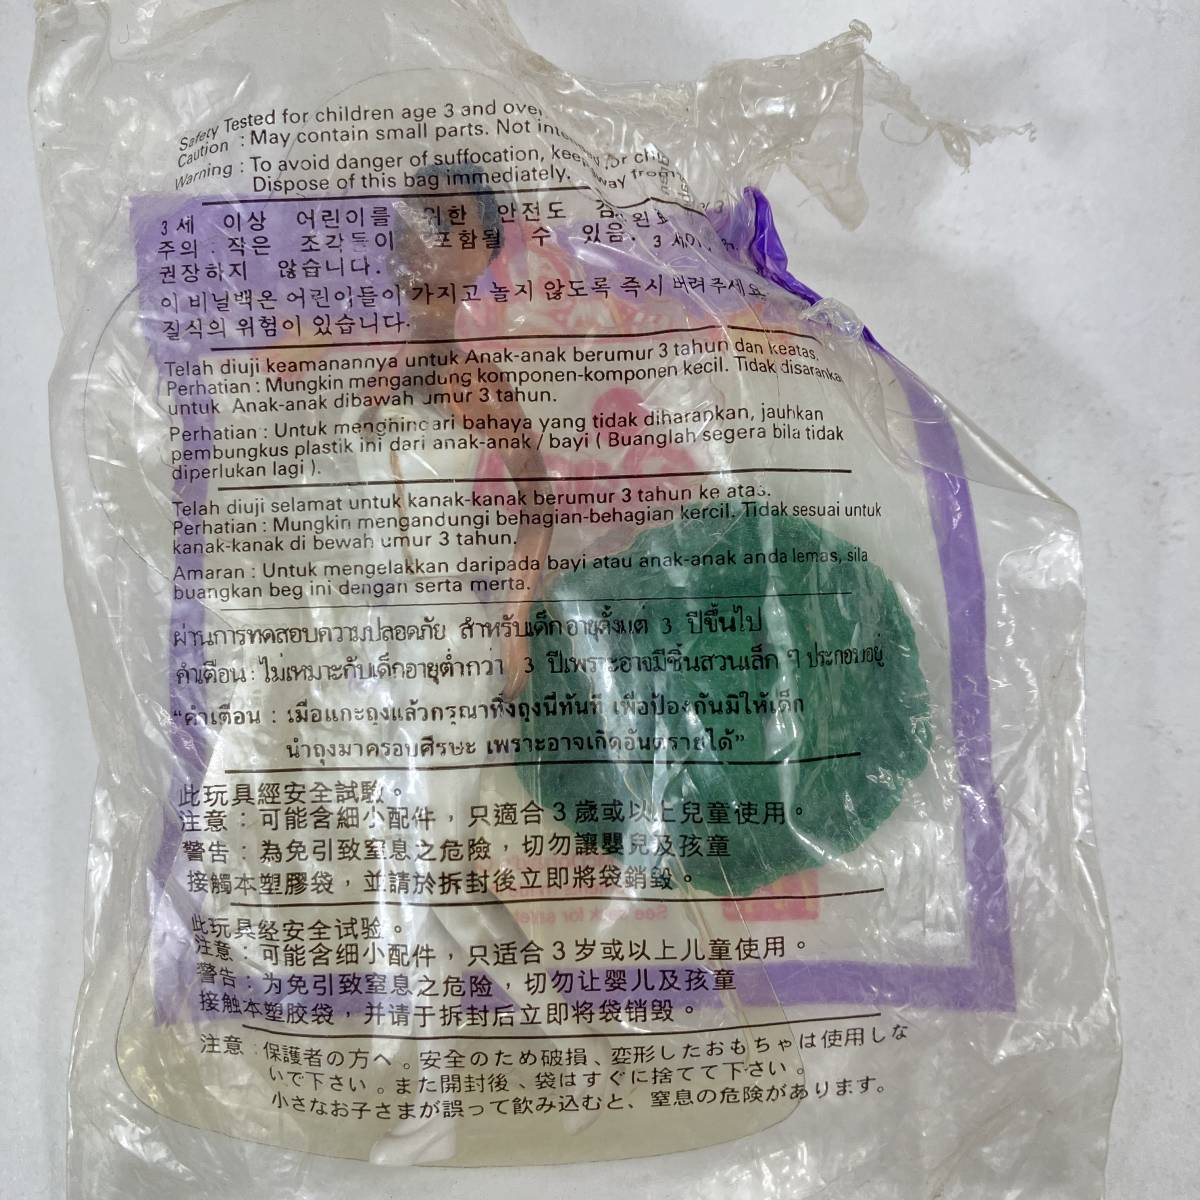 Safety Tested for children age 3 and over
Caution : May contain small parts. Not
Warning : To avoid danger of suffocation, keep away from
Dispose of this bag immediately.
3 세 이상 어린이를 위한 안전도
주의 : 작은 조각들이 포함될 수 있음. 3
권장하지 않습니다.
이 비닐백은 어린이들이 가지고 놀지 않도록 즉시 버려주세요.
질식의 위험이 있습니다.
Telah diuji keamanannya untuk Anak-anak berumur 3 tahun dan keatas.
Perhatian : Mungkin mengandung komponen-komponen kecil. Tidak disarankan
untuk Anak-anak dibawah umur 3 tahun.
Perhatian : Untuk menghindari bahaya yang tidak diharapkan, jauhkan
pembungkus plastik ini dari anak-anak / bayi ( Buanglah segera bila tidak
diperlukan lagi ).
Telah diuji selamat untuk kanak-kanak berumur 3 tahun ke atas.
Perhatian : Mungkin mengandungi behagian-behagian kercil. Tidak sesuai untuk
kanak-kanak di bewah umur 3 tahun.
Amaran : Untuk mengelakkan daripada bayi atau anak-anak anda lemas, sila
buangkan beg ini dengan serta merta.
ผ่านการทดสอบความปลอดภัย สำหรับเด็กอายุตั้งแต่ 3 ปีขึ้นไป
คำเตือน : ไม่เหมาะกับเด็กอายุต่ำกว่า 3 ปีเพราะอาจมีชิ้นส่วนเล็ก ๆ ประกอบอยู่
“คำเตือน : เมื่อแกะถุงแล้วกรุณาทิ้งถุงนี้ทันที เพื่อป้องกันมิให้เด็ก
นำถุงมาครอบศีรษะ เพราะอาจเกิดอันตรายได้”
此玩具經安全試驗。
注意：可能含細小配件，只適合3歲或以上兒童使用。
警告：為免引致窒息之危險，切勿讓嬰兒及孩童
接觸本塑膠袋，並請於拆封後立即將袋銷毀。
此玩具经安全试验。
注意：可能含细小配件，只适合3岁或以上儿童使用。
警告：为免引致窒息之危险，切勿让婴儿及孩童
接触本塑胶袋，并请于拆封后立即将袋销毁。
注意：保護者の方へ。安全のため破損、変形したおもちゃは使用しな
いで下さい。また開封後、袋はすぐに捨てて下さい。
小さなお子さまが誤って飲み込むと、窒息の危険があります。